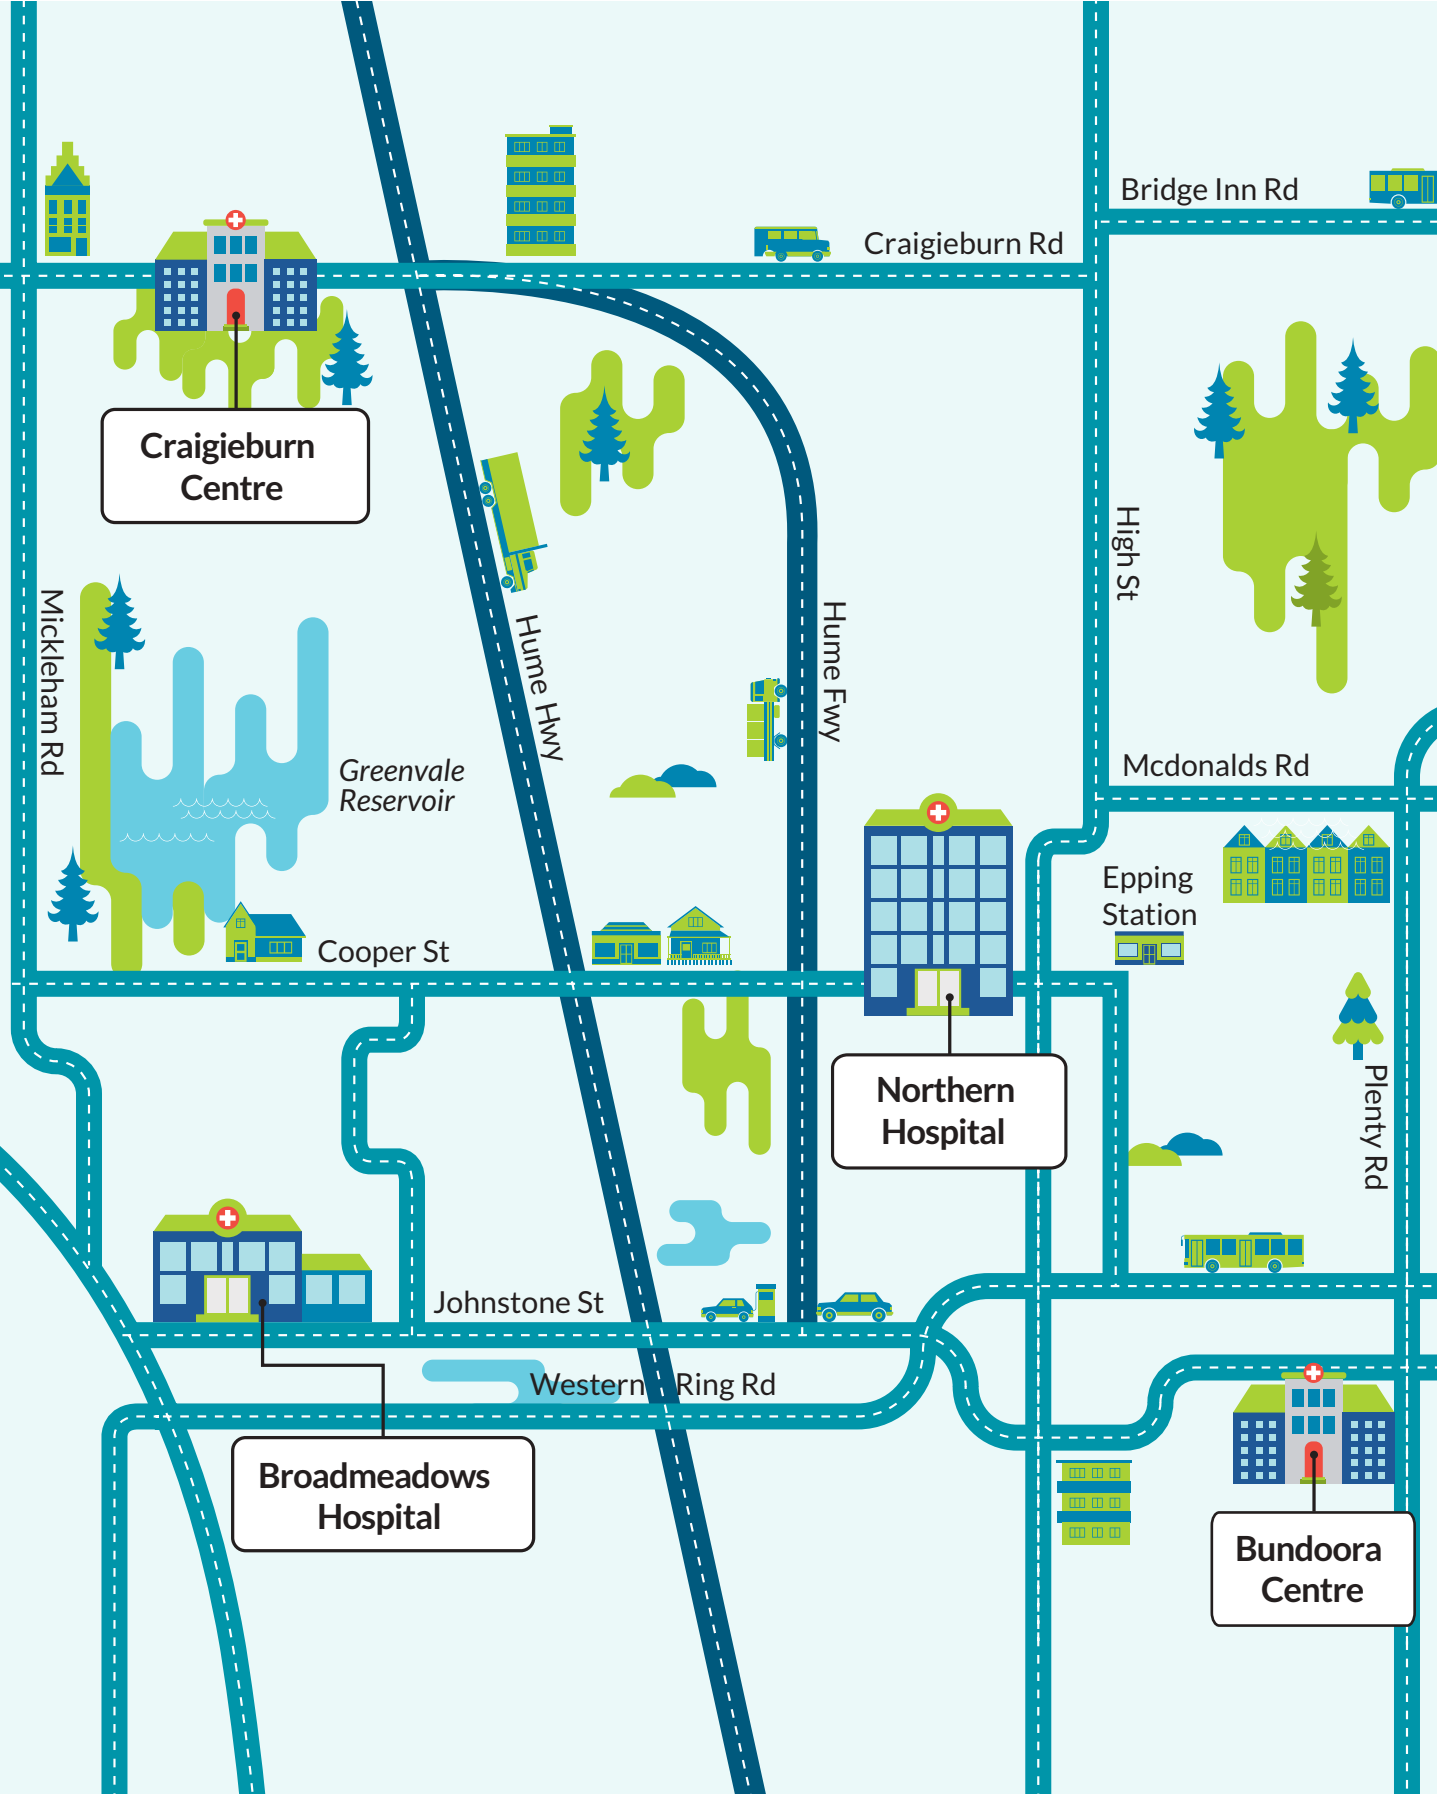 Bridge Inn Rd
Craigieburn Rd
Craigieburn
Centre
High St
Mickleham Rd
Hume Hwy
Hume Fwy
Greenvale
Reservoir
Mcdonalds Rd
Epping
Station
Cooper St
Northern
Hospital
Plenty Rd
Johnstone St
Western Ring Rd
Broadmeadows
Hospital
Bundoora
Centre